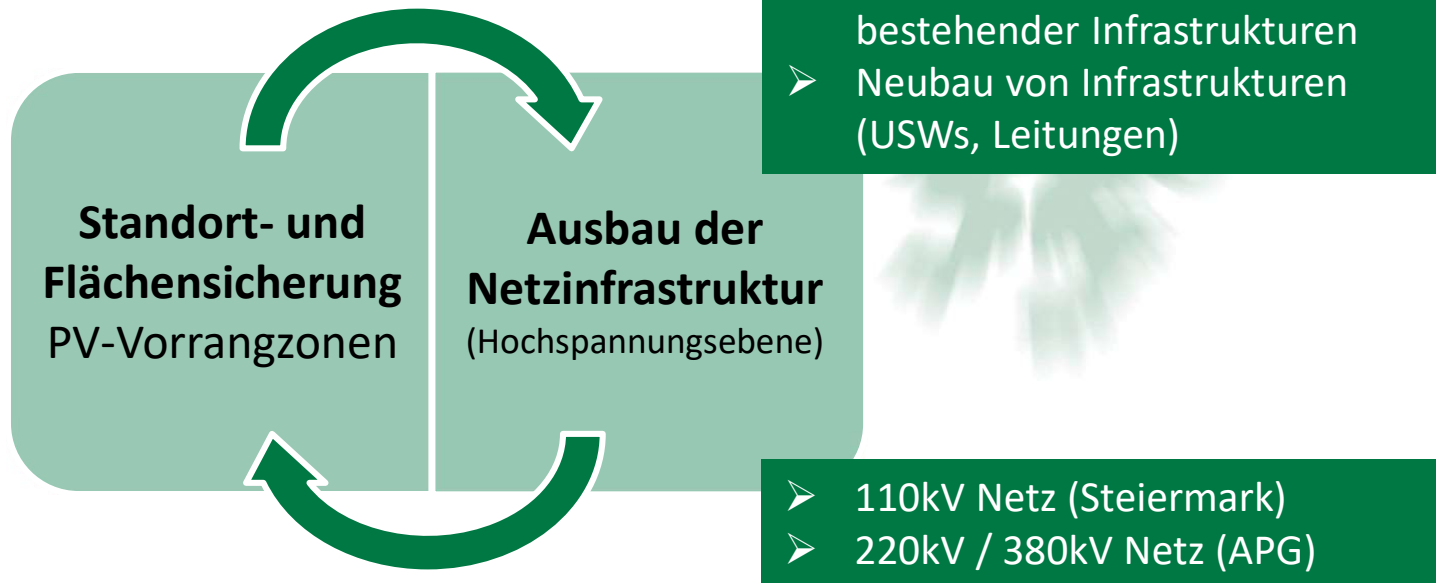 bestehender Infrastrukturen
➢ Neubau von Infrastrukturen
(USWs, Leitungen)
Standort- und
Flächensicherung
PV-Vorrangzonen
Ausbau der
Netzinfrastruktur
(Hochspannungsebene)
➢ 110kV Netz (Steiermark)
➢ 220kV / 380kV Netz (APG)